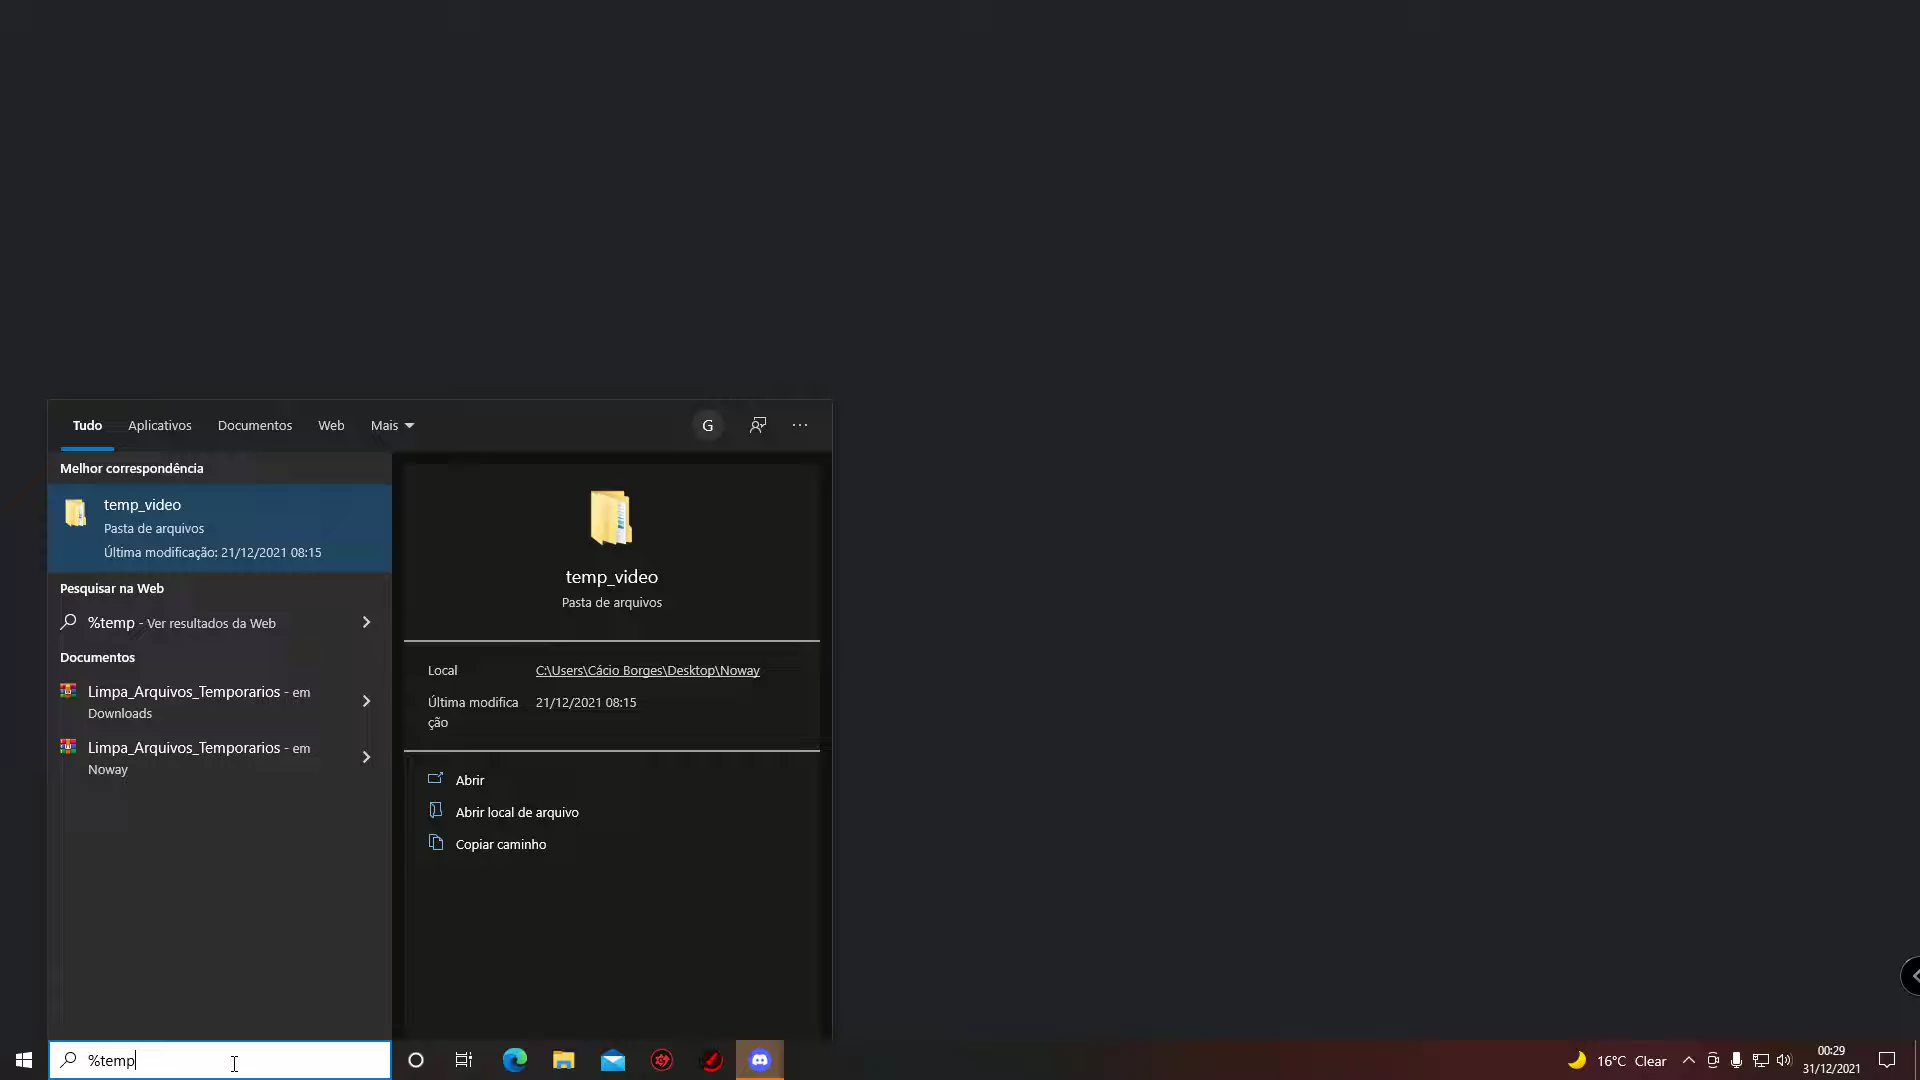 Tudo Aplicativos Documentos Web Mais G
Melhor correspondência
temp_video
Pasta de arquivos
Última modificação: 21/12/2021 08:15
Pesquisar na Web
%temp - Ver resultados da Web
Documentos
Limpa_Arquivos_Temporarios - em
Downloads
Limpa_Arquivos_Temporarios - em
Noway
temp_video
Pasta de arquivos
Local C:\Users\Cácio Borges\Desktop\Noway
Última modifica 21/12/2021 08:15
ção
Abrir
Abrir local de arquivo
Copiar caminho
%temp
16°C Clear
00:29
31/12/2021